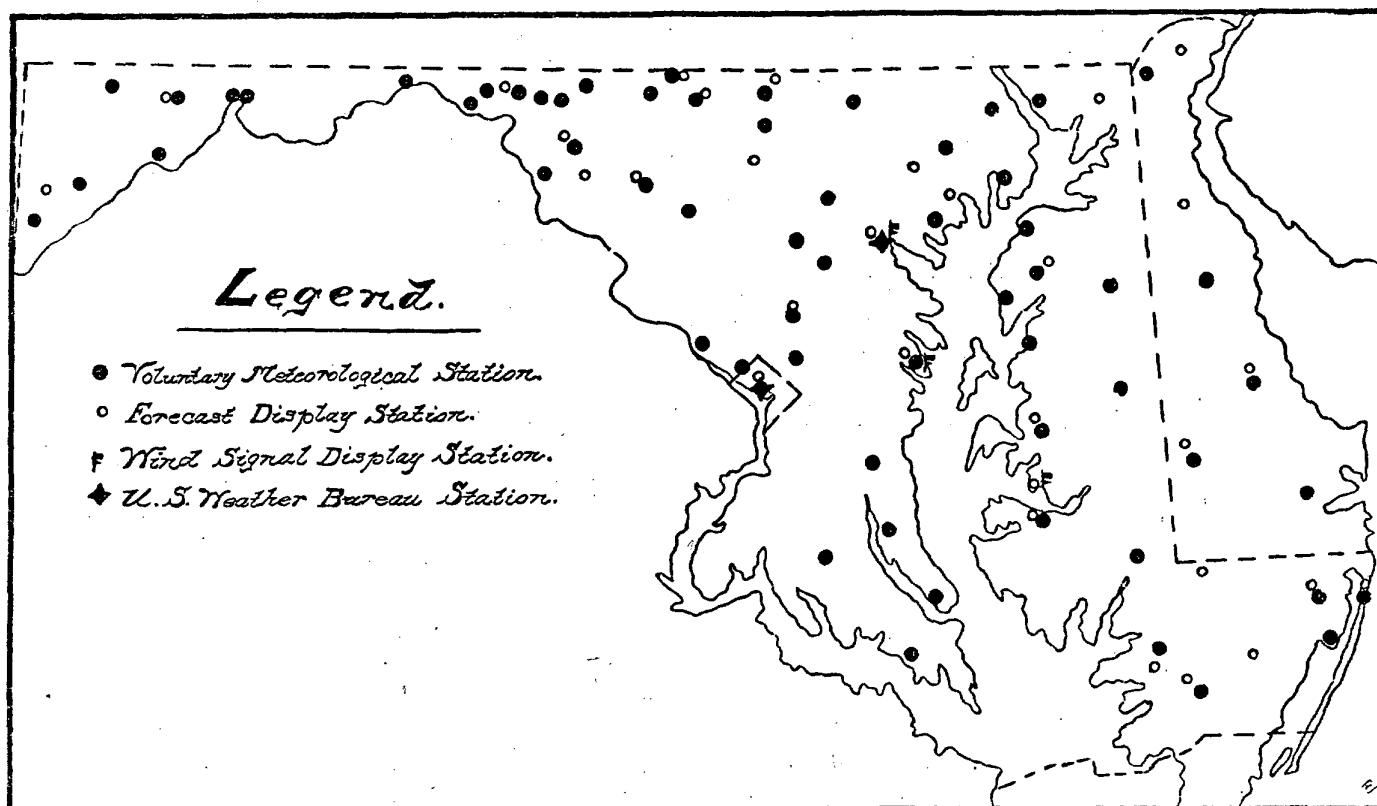 Legend.
Voluntary Meteorological Station.
Forecast Display Station.
Wind Signal Display Station.
U.S. Weather Bureau Station.